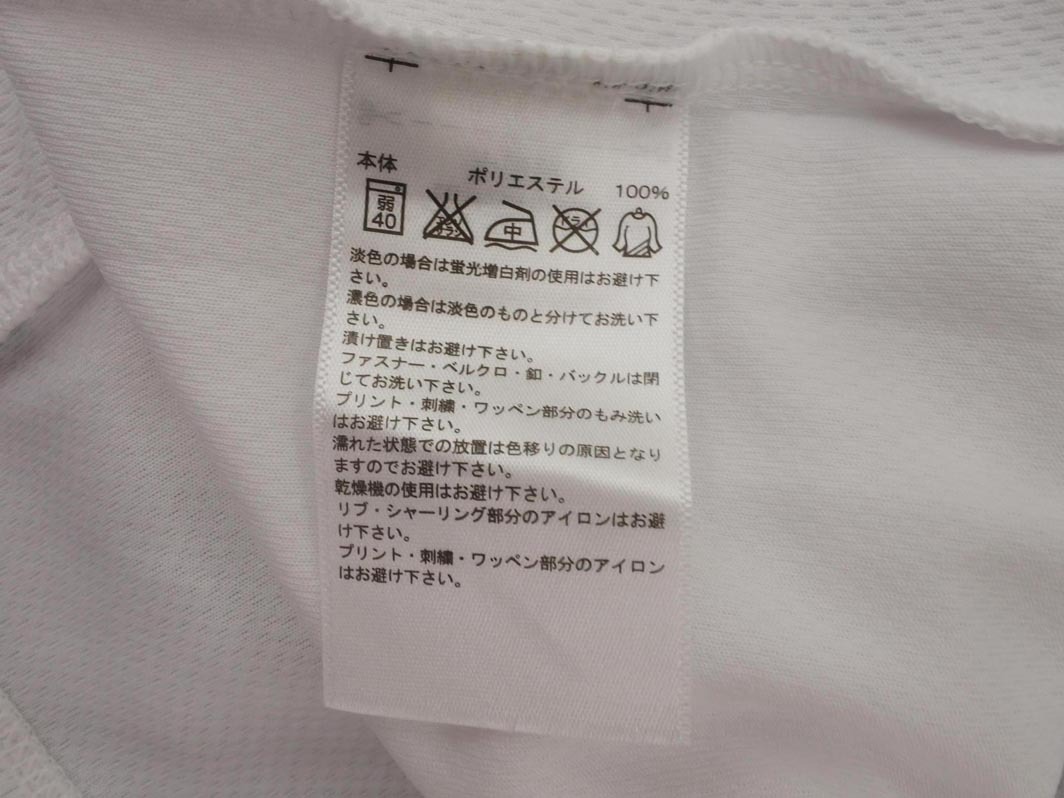 本体
ポリエステル 100%
弱
40
エンソ
サラシ
中
ドライ
淡色の場合は蛍光増白剤の使用はお避け下
さい。
濃色の場合は淡色のものと分けてお洗い下
さい。
漬け置きはお避け下さい。
ファスナー・ベルクロ・釦・バックルは閉
じてお洗い下さい。
プリント・刺繍・ワッペン部分のもみ洗い
はお避け下さい。
濡れた状態での放置は色移りの原因となり
ますのでお避け下さい。
乾燥機の使用はお避け下さい。
リブ・シャーリング部分のアイロンはお避
け下さい。
プリント・刺繍・ワッペン部分のアイロン
はお避け下さい。